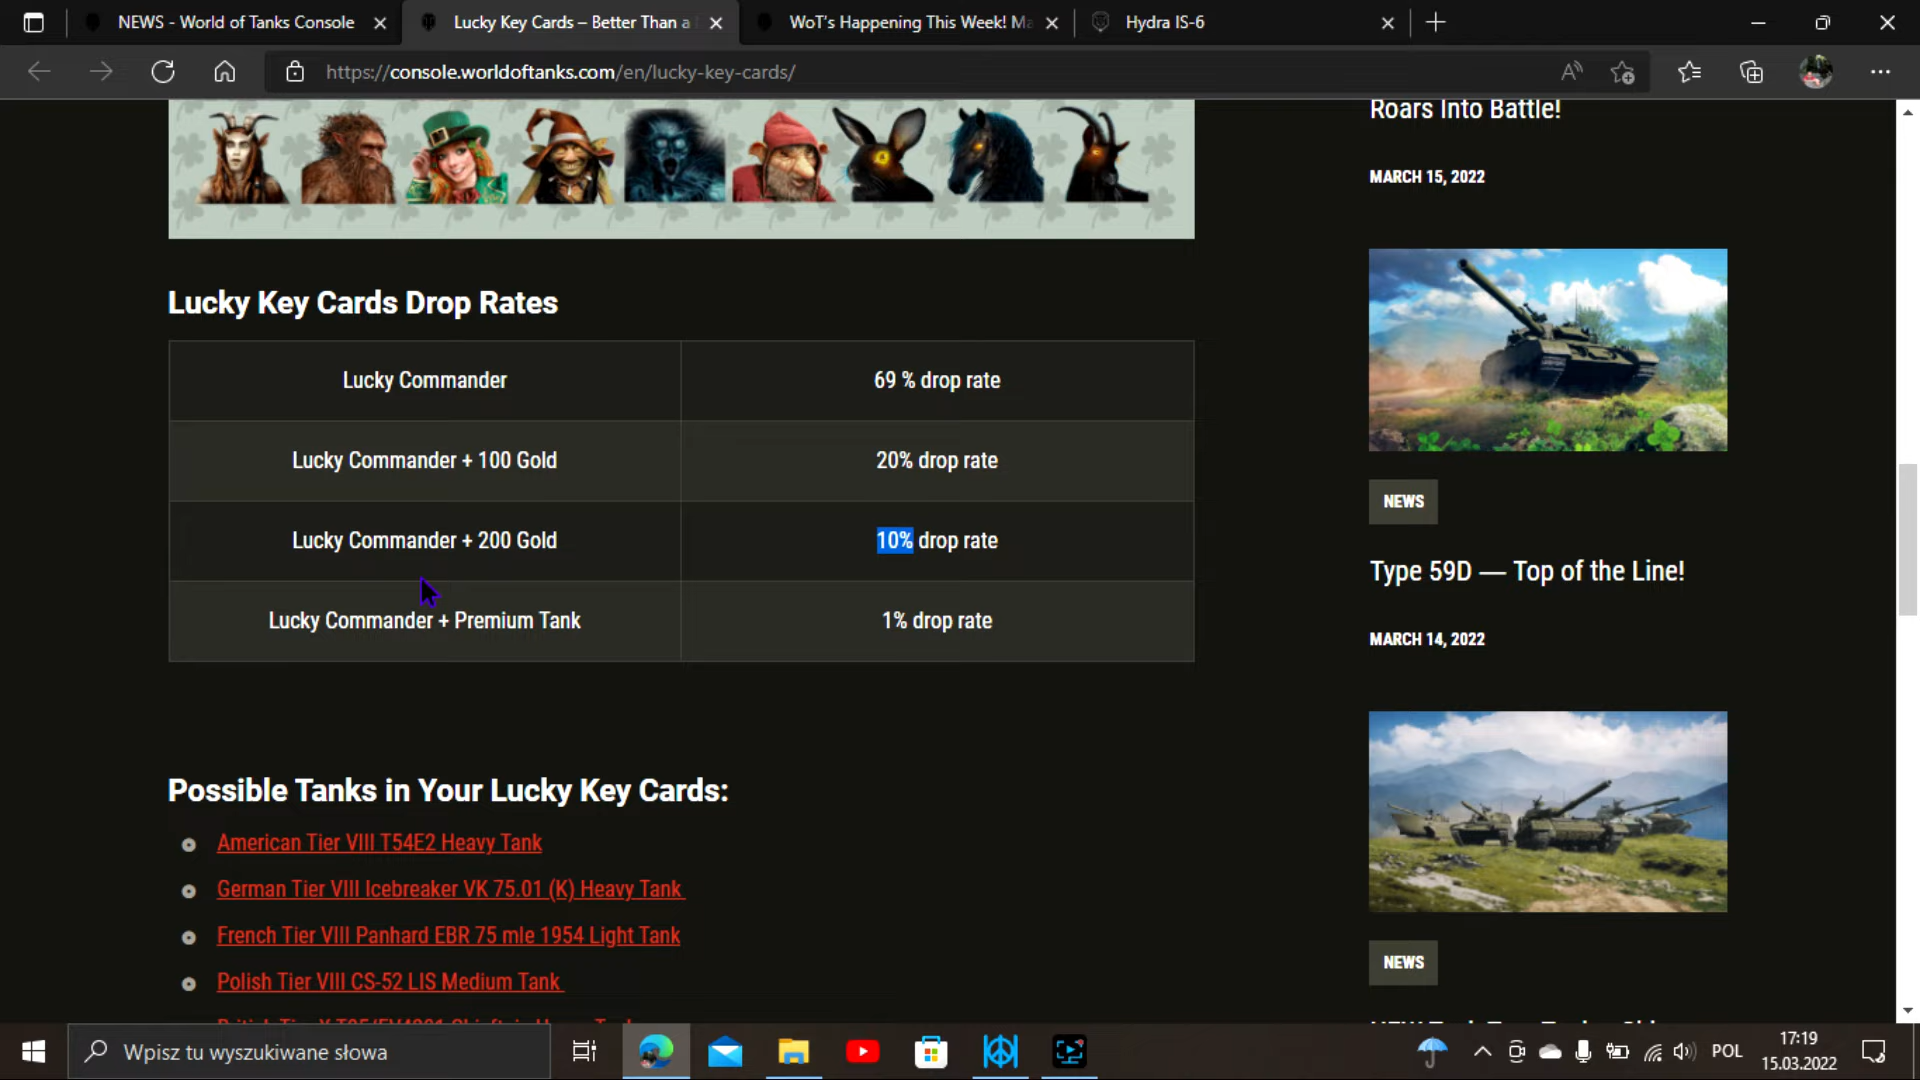 NEWS - World of Tanks Console
Lucky Key Cards – Better Than a
WoT's Happening This Week! Ma
Hydra IS-6
https://console.worldoftanks.com/en/lucky-key-cards/
Roars Into Battle!
MARCH 15, 2022
Lucky Key Cards Drop Rates
Lucky Commander
69 % drop rate
Lucky Commander + 100 Gold
20% drop rate
Lucky Commander + 200 Gold
10% drop rate
Lucky Commander + Premium Tank
1% drop rate
NEWS
Type 59D — Top of the Line!
MARCH 14, 2022
Possible Tanks in Your Lucky Key Cards:
American Tier VIII T54E2 Heavy Tank
German Tier VIII Icebreaker VK 75.01 (K) Heavy Tank
French Tier VIII Panhard EBR 75 mle 1954 Light Tank
Polish Tier VIII CS-52 LIS Medium Tank
NEWS
Wpisz tu wyszukiwane słowa
POL
17:19
15.03.2022